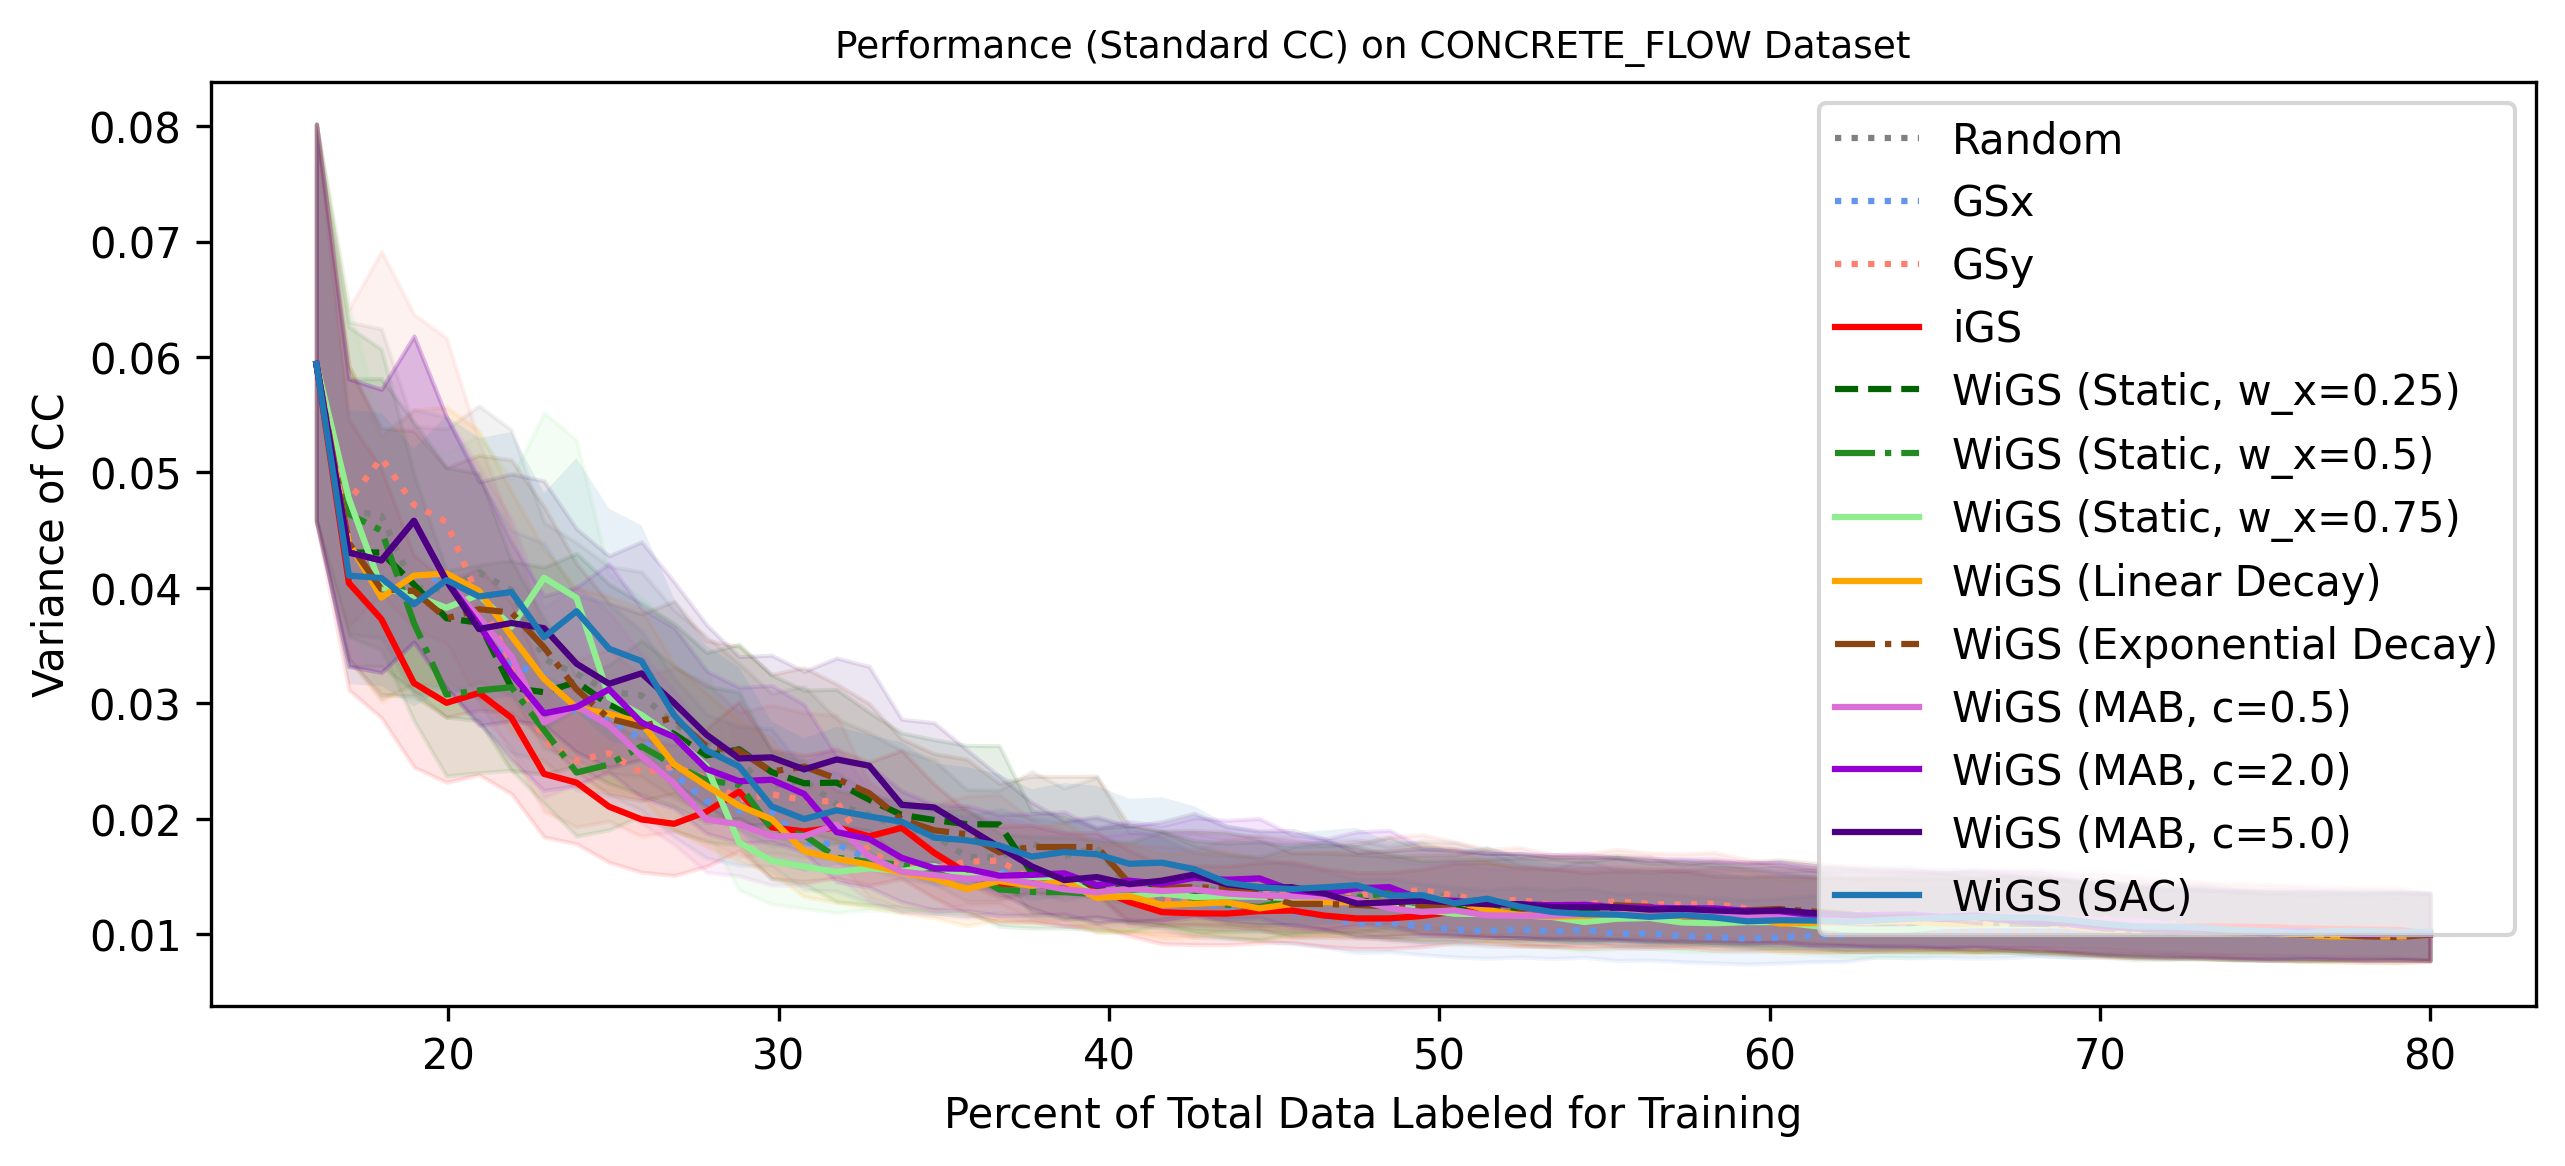 Performance (Standard CC) on CONCRETE_FLOW Dataset
Variance of CC
0.08
0.07
0.06
0.05
0.04
0.03
0.02
0.01
Random
GSx
GSy
iGS
WiGS (Static, w_x=0.25)
WiGS (Static, w_x=0.5)
WiGS (Static, w_x=0.75)
WiGS (Linear Decay)
WiGS (Exponential Decay)
WiGS (MAB, c=0.5)
WiGS (MAB, c=2.0)
WiGS (MAB, c=5.0)
WiGS (SAC)
20 30 40 50 60 70 80
Percent of Total Data Labeled for Training